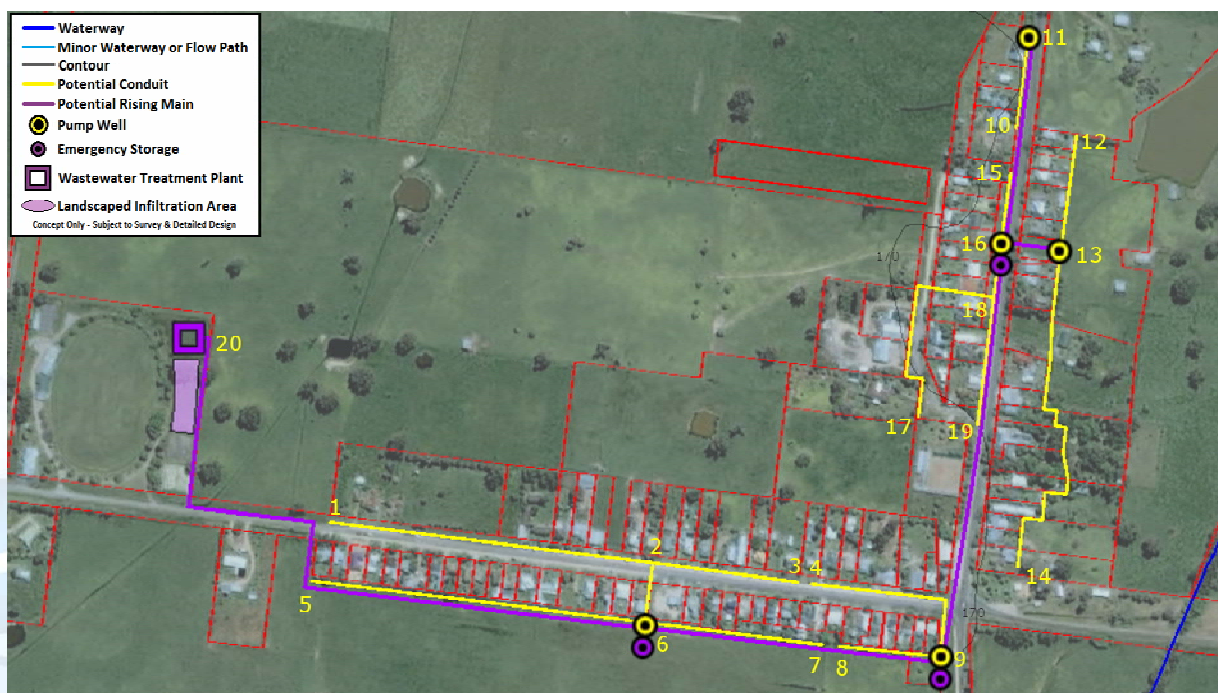 Waterway
Minor Waterway or Flow Path
Contour
Potential Conduit
Potential Rising Main
Pump Well
Emergency Storage
Wastewater Treatment Plant
Landscaped Infiltration Area
Concept Only - Subject to Survey & Detailed Design
11
10
12
15
16
13
170
18
20
17
19
1
2
3 4
14
5
170
6
7 8
9